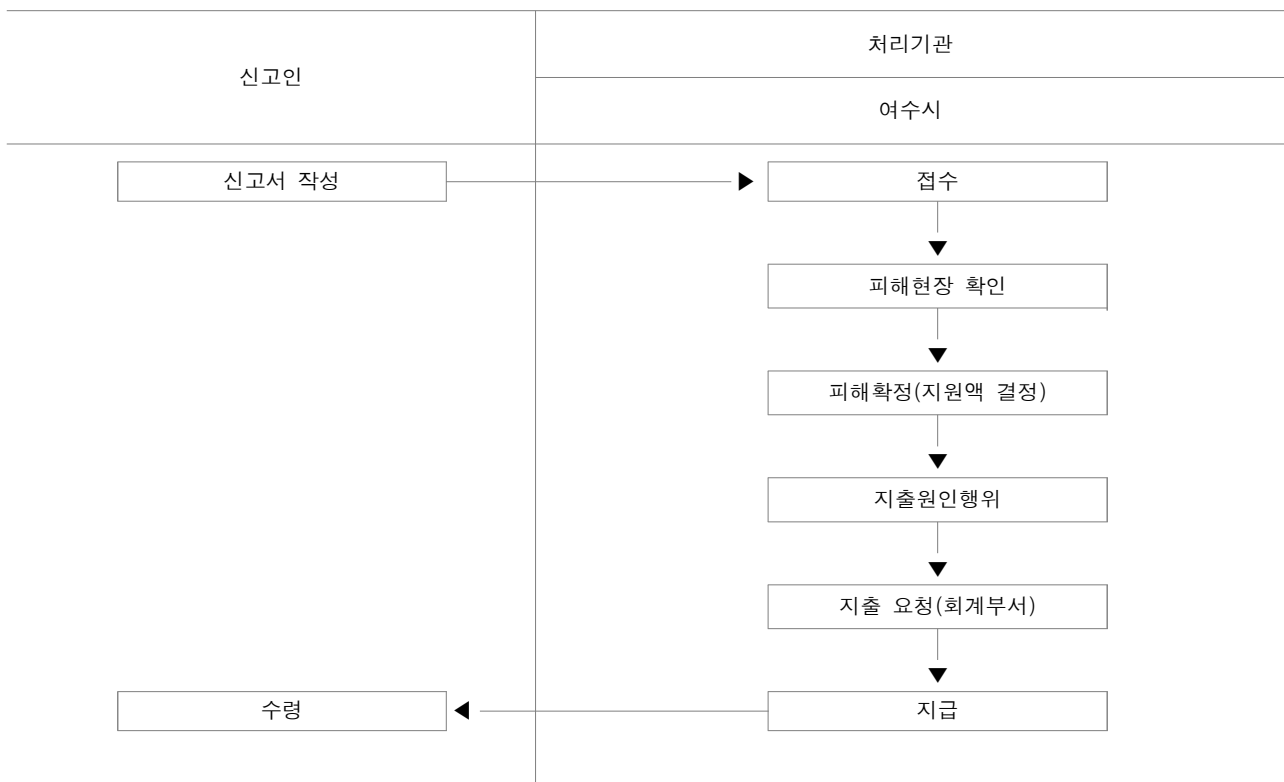 신고인
처리기관
여수시
신고서 작성
접수
피해현장 확인
피해확정(지원액 결정)
지출원인행위
지출 요청(회계부서)
수령
지급